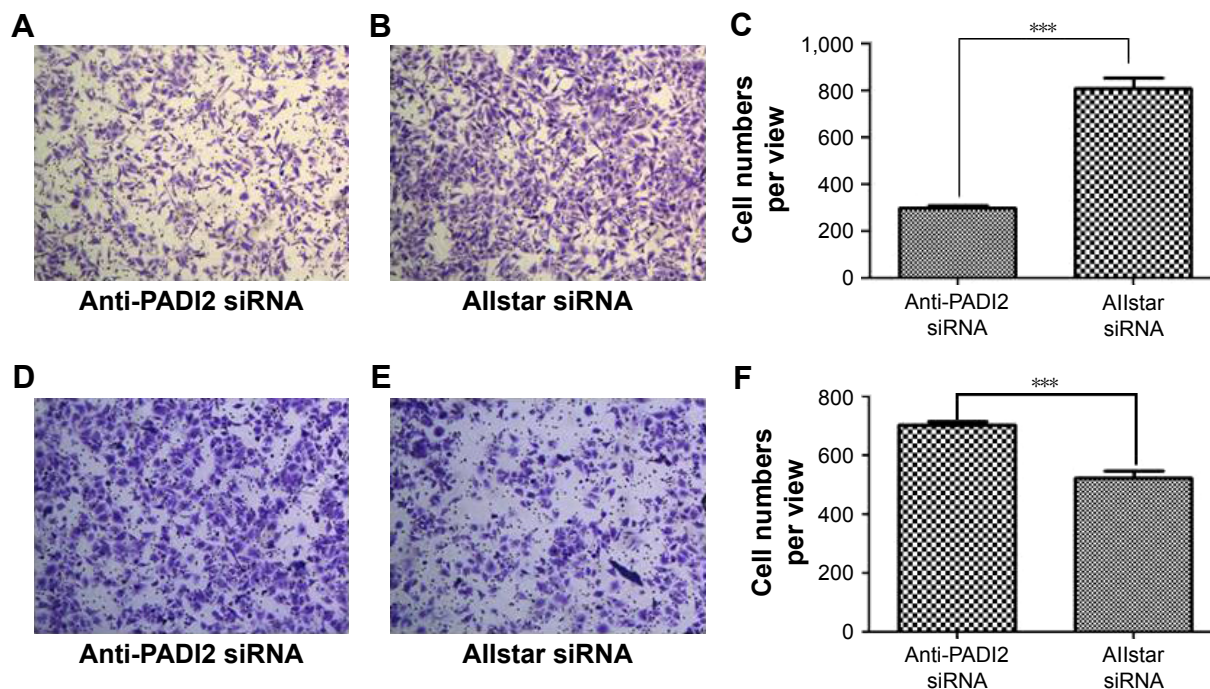 A
Anti-PADI2 siRNA
B
Allstar siRNA
C
Cell numbers
per view
1,000
800
600
400
200
0
***
Anti-PADI2
siRNA
Allstar
siRNA
D
Anti-PADI2 siRNA
E
Allstar siRNA
F
Cell numbers
per view
800
600
400
200
0
***
Anti-PADI2
siRNA
Allstar
siRNA